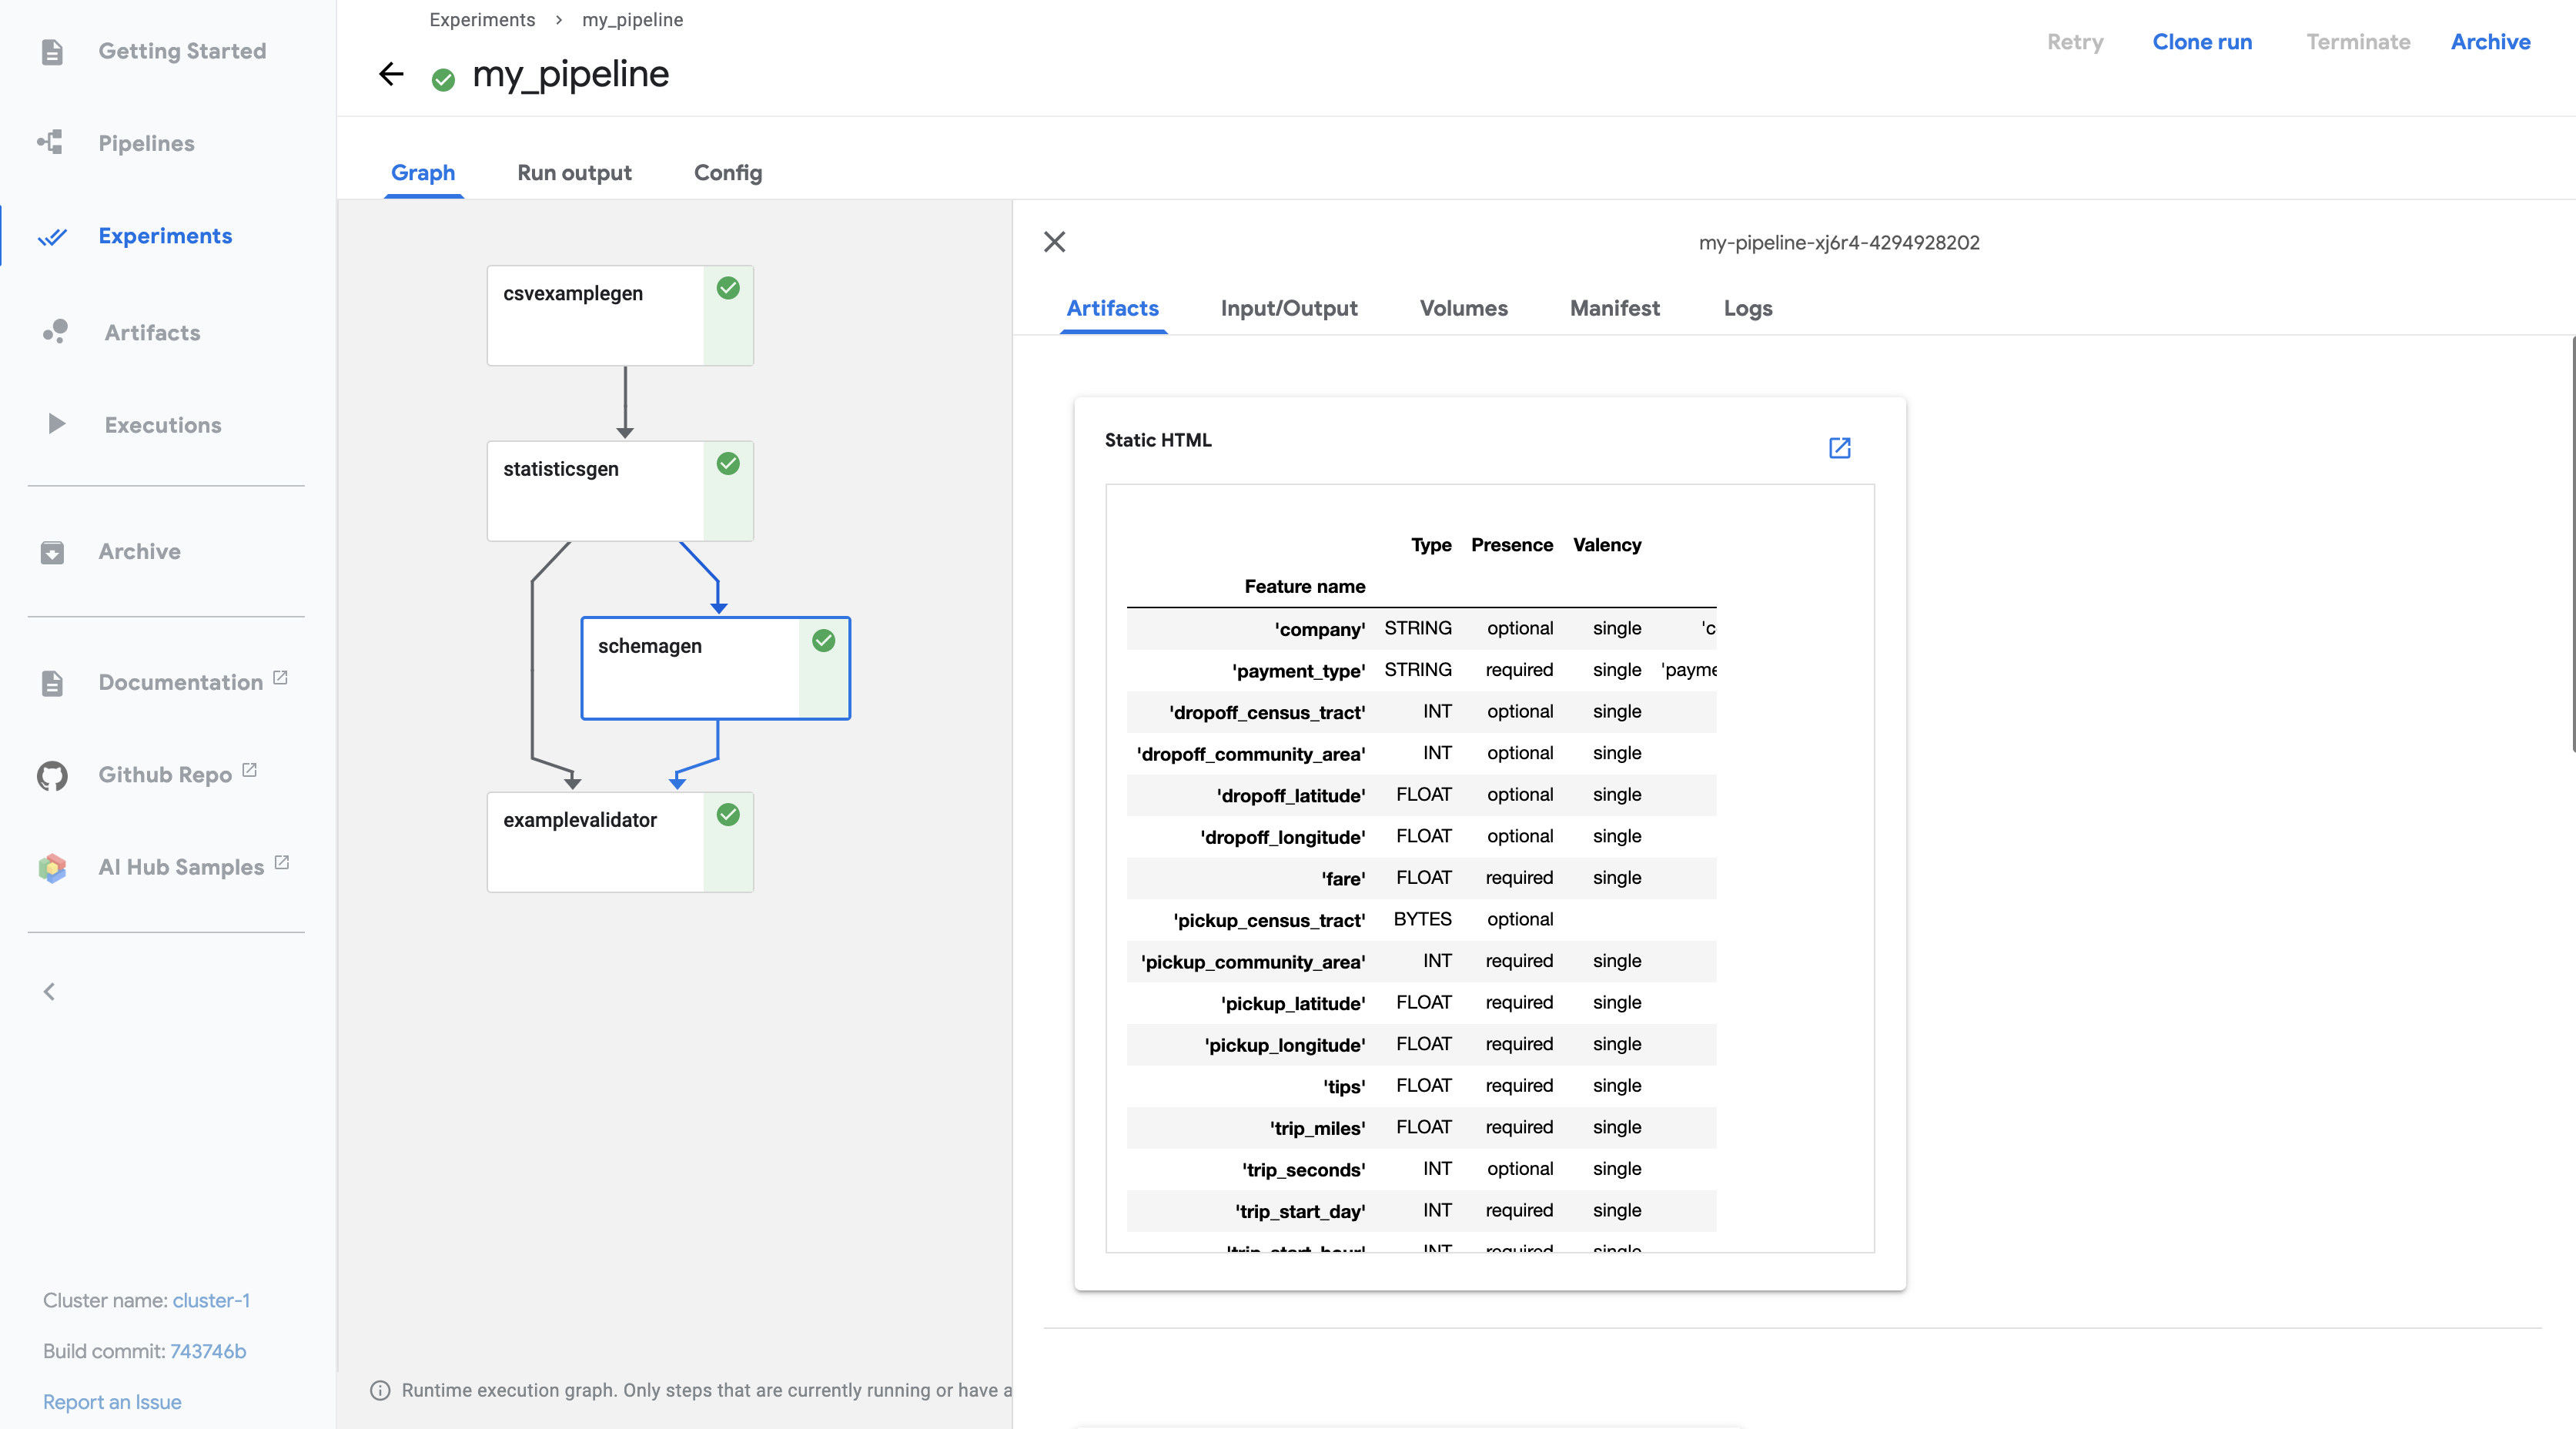 Getting Started
Pipelines
Experiments
Artifacts
Executions
Archive
Documentation
Github Repo
AI Hub Samples
Cluster name: cluster-1
Build commit: 743746b
Report an Issue
Experiments > my_pipeline
my_pipeline
Retry Clone run Terminate Archive
Graph Run output Config
csvexamplegen
statisticsgen
schemagen
examplevalidator
Runtime execution graph. Only steps that are currently running or have a
my-pipeline-xj6r4-4294928202
Artifacts Input/Output Volumes Manifest Logs
Static HTML
Type Presence Valency
Feature name
'company' STRING optional single 'c
'payment_type' STRING required single 'payme
'dropoff_census_tract' INT optional single
'dropoff_community_area' INT optional single
'dropoff_latitude' FLOAT optional single
'dropoff_longitude' FLOAT optional single
'fare' FLOAT required single
'pickup_census_tract' BYTES optional
'pickup_community_area' INT required single
'pickup_latitude' FLOAT required single
'pickup_longitude' FLOAT required single
'tips' FLOAT required single
'trip_miles' FLOAT required single
'trip_seconds' INT optional single
'trip_start_day' INT required single
'trip_start_hour' INT required single